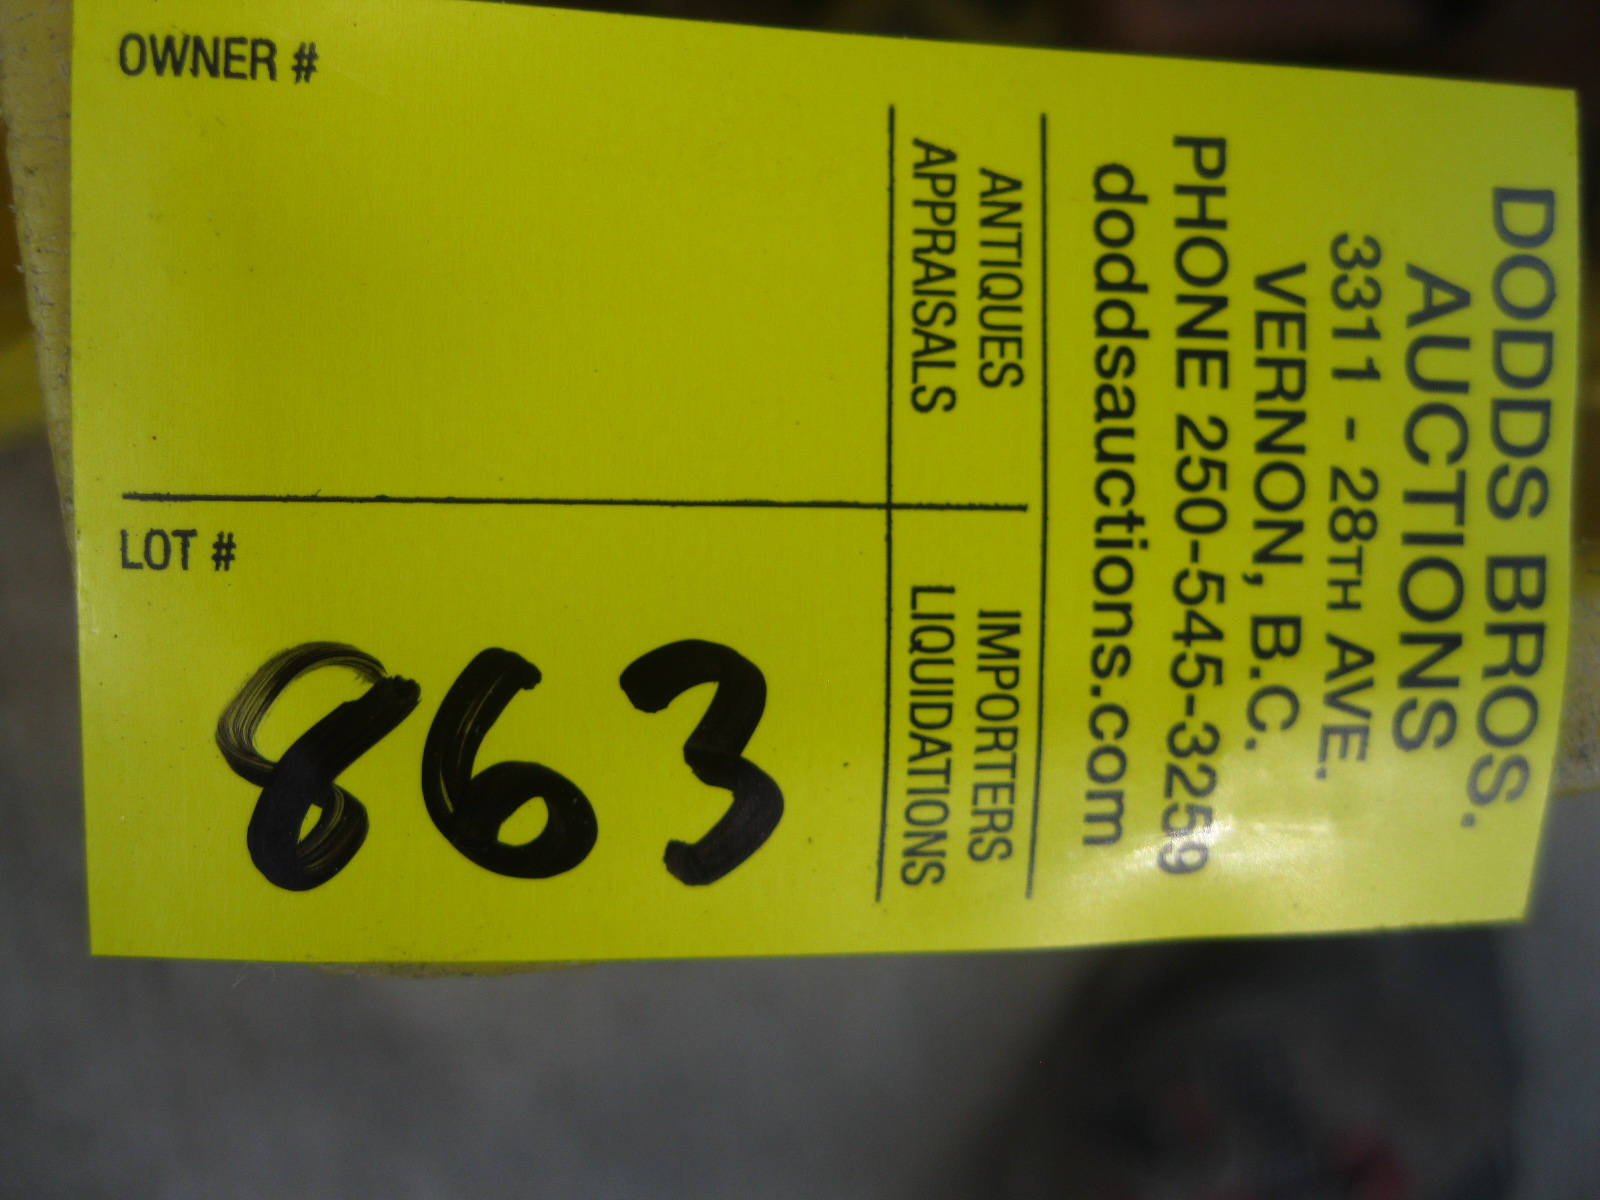 DODDS BROS.
AUCTIONS
3311 - 28TH AVE.
VERNON, B.C.
PHONE 250-545-3259
doddsauctions.com
ANTIQUES
APPRAISALS
IMPORTERS
LIQUIDATIONS
OWNER #
LOT #
863